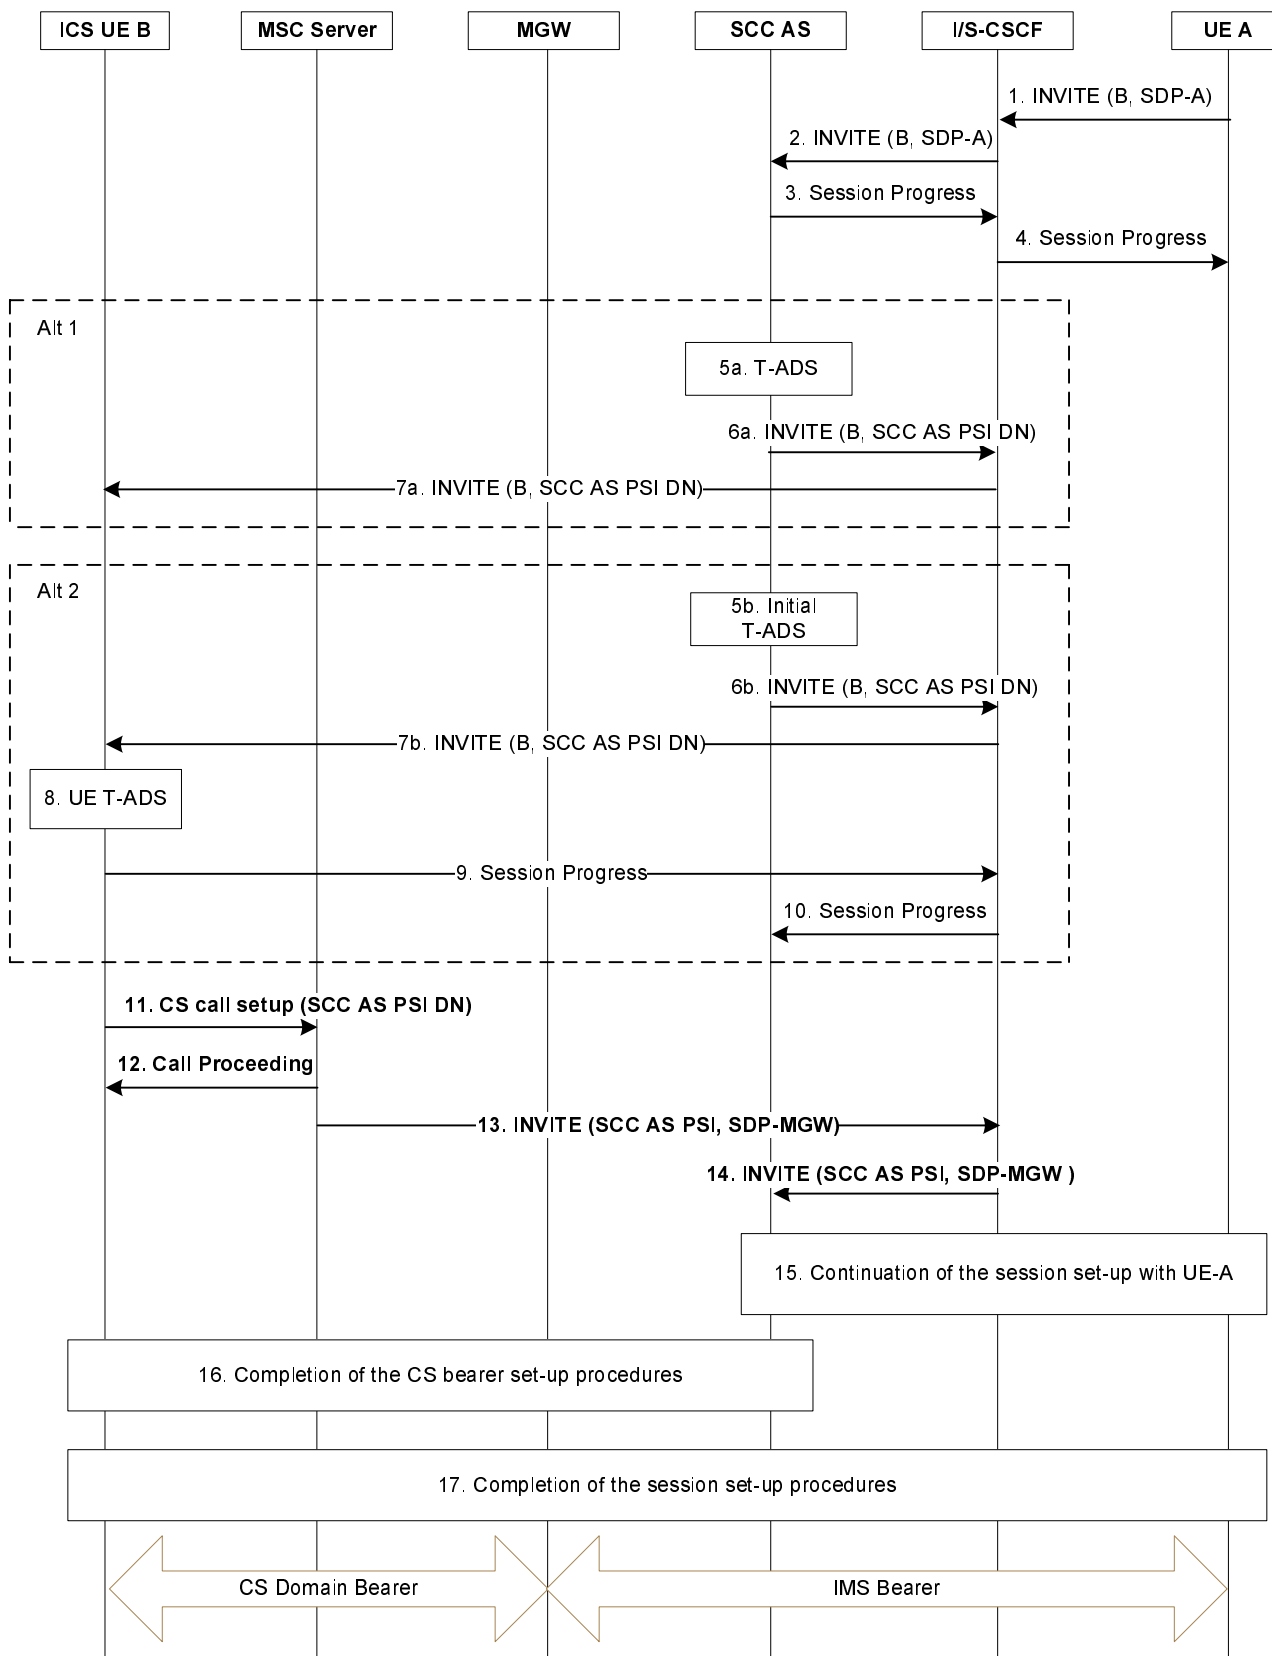 ICS UE B
MSC Server
MGW
SCC AS
I/S-CSCF
UE A
1. INVITE (B, SDP-A)
2. INVITE (B, SDP-A)
3. Session Progress
4. Session Progress
Alt 1
5a. T-ADS
6a. INVITE (B, SCC AS PSI DN)
7a. INVITE (B, SCC AS PSI DN)
Alt 2
5b. Initial
T-ADS
6b. INVITE (B, SCC AS PSI DN)
7b. INVITE (B, SCC AS PSI DN)
8. UE T-ADS
9. Session Progress
10. Session Progress
11. CS call setup (SCC AS PSI DN)
12. Call Proceeding
13. INVITE (SCC AS PSI, SDP-MGW)
14. INVITE (SCC AS PSI, SDP-MGW )
15. Continuation of the session set-up with UE-A
16. Completion of the CS bearer set-up procedures
17. Completion of the session set-up procedures
CS Domain Bearer
IMS Bearer